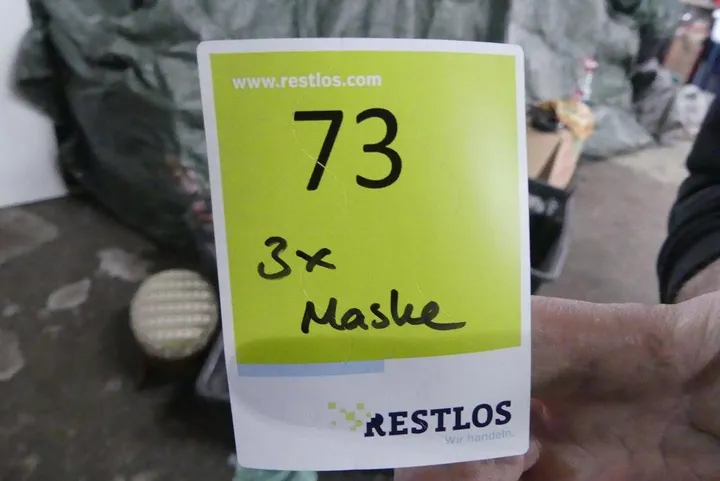 www.restlos.com
73
3x
Maske
RESTLOS
Wir handeln.